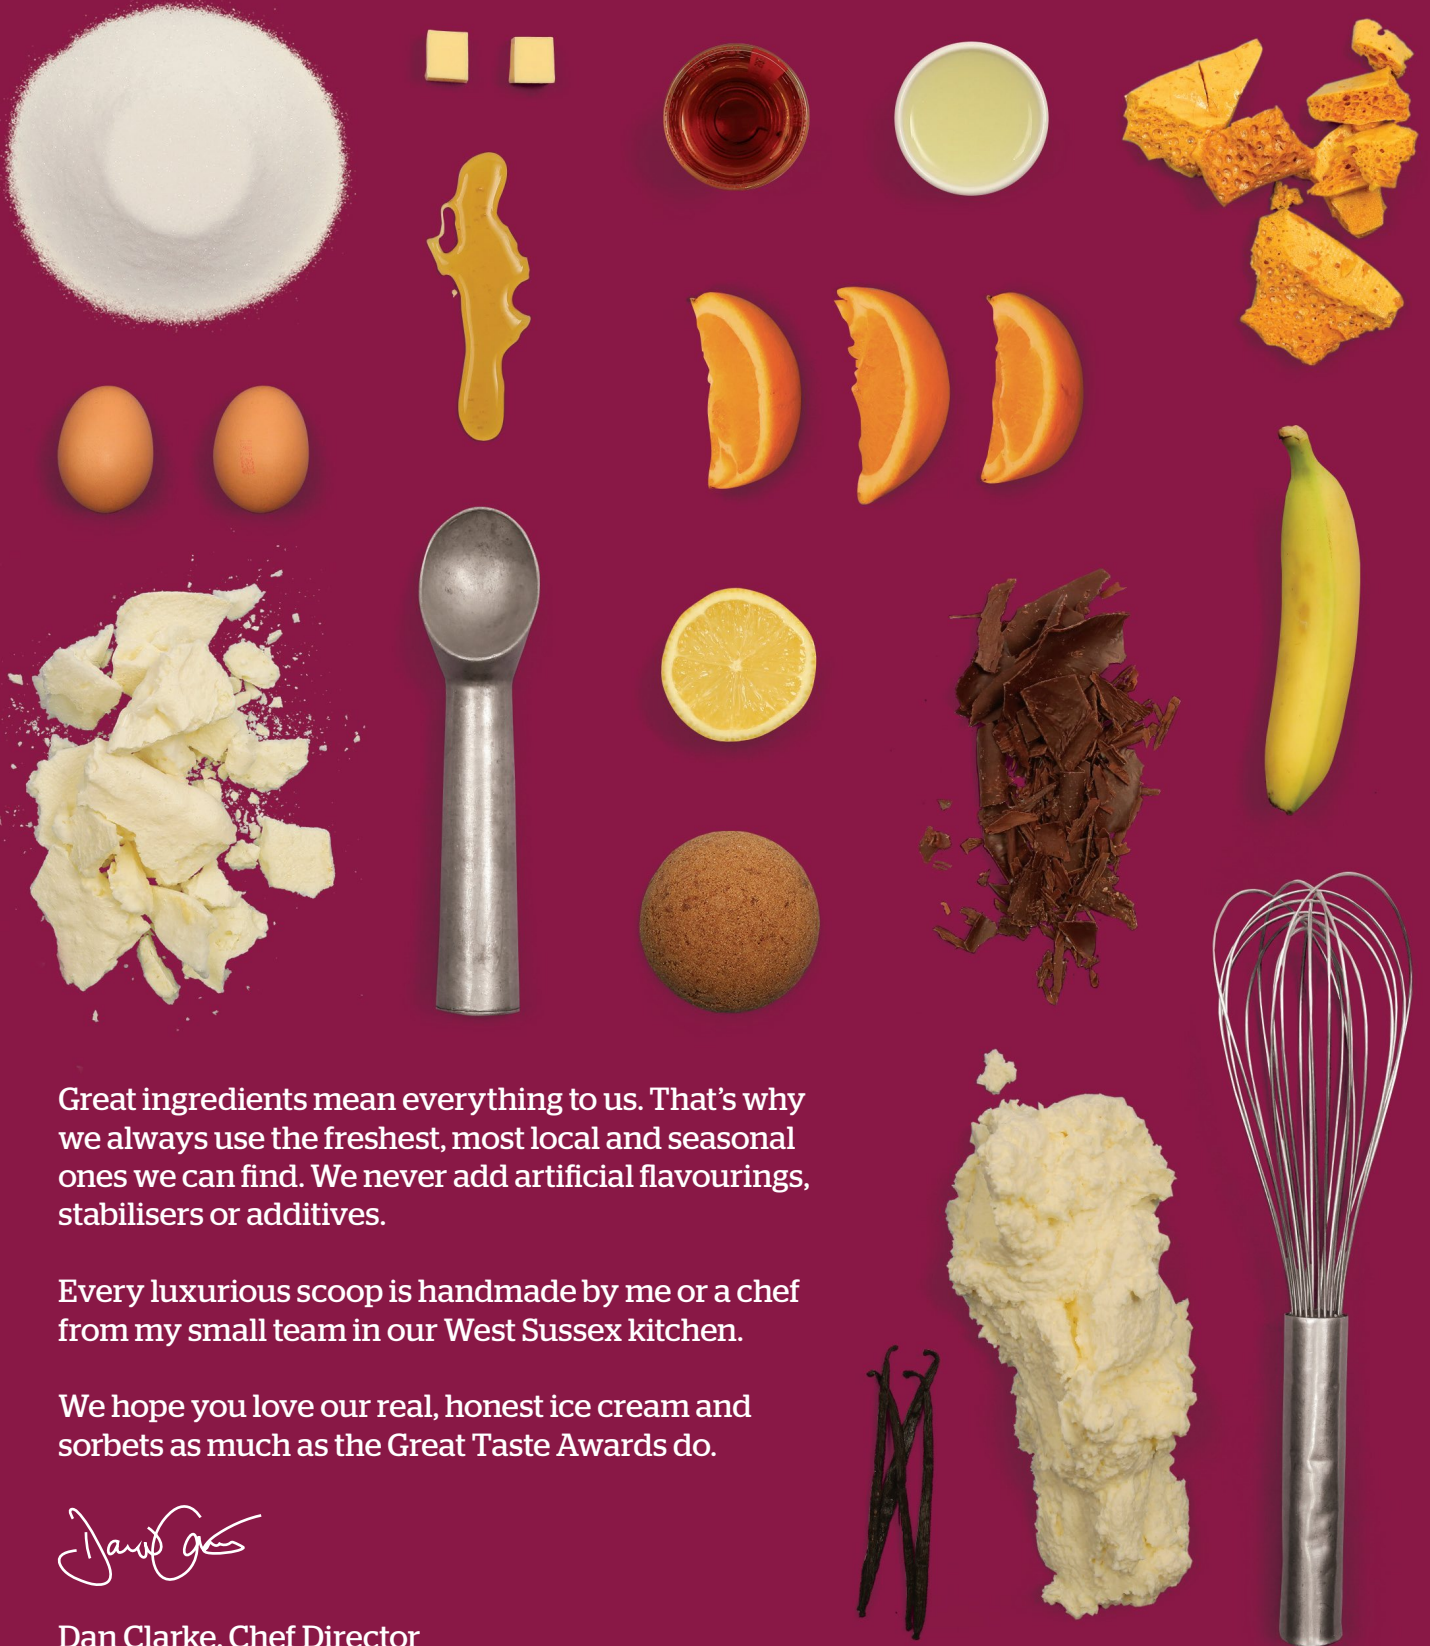 Great ingredients mean everything to us. That’s why
we always use the freshest, most local and seasonal
ones we can find. We never add artificial flavourings,
stabilisers or additives.
Every luxurious scoop is handmade by me or a chef
from my small team in our West Sussex kitchen.
We hope you love our real, honest ice cream and
sorbets as much as the Great Taste Awards do.
Dan Clarke, Chef Director